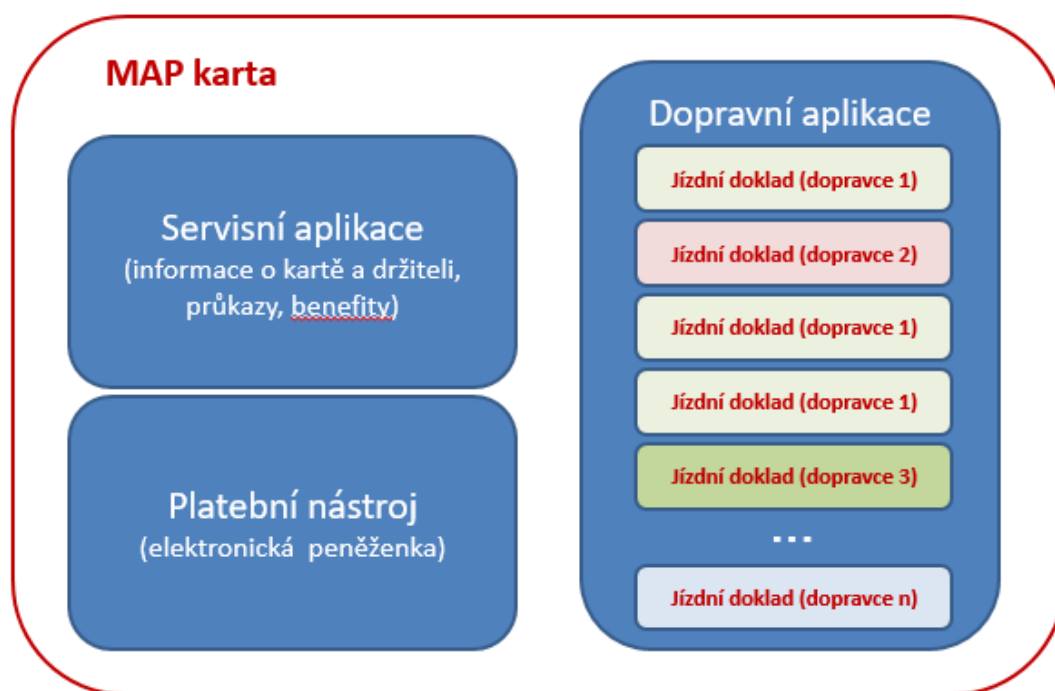 MAP karta
Servisní aplikace
(informace o kartě a držiteli,
průkazy, benefity)
Platební nástroj
(elektronická  peněženka)
Dopravní aplikace
Jízdní doklad (dopravce 1)
Jízdní doklad (dopravce 2)
Jízdní doklad (dopravce 1)
Jízdní doklad (dopravce 1)
Jízdní doklad (dopravce 3)
...
Jízdní doklad (dopravce n)